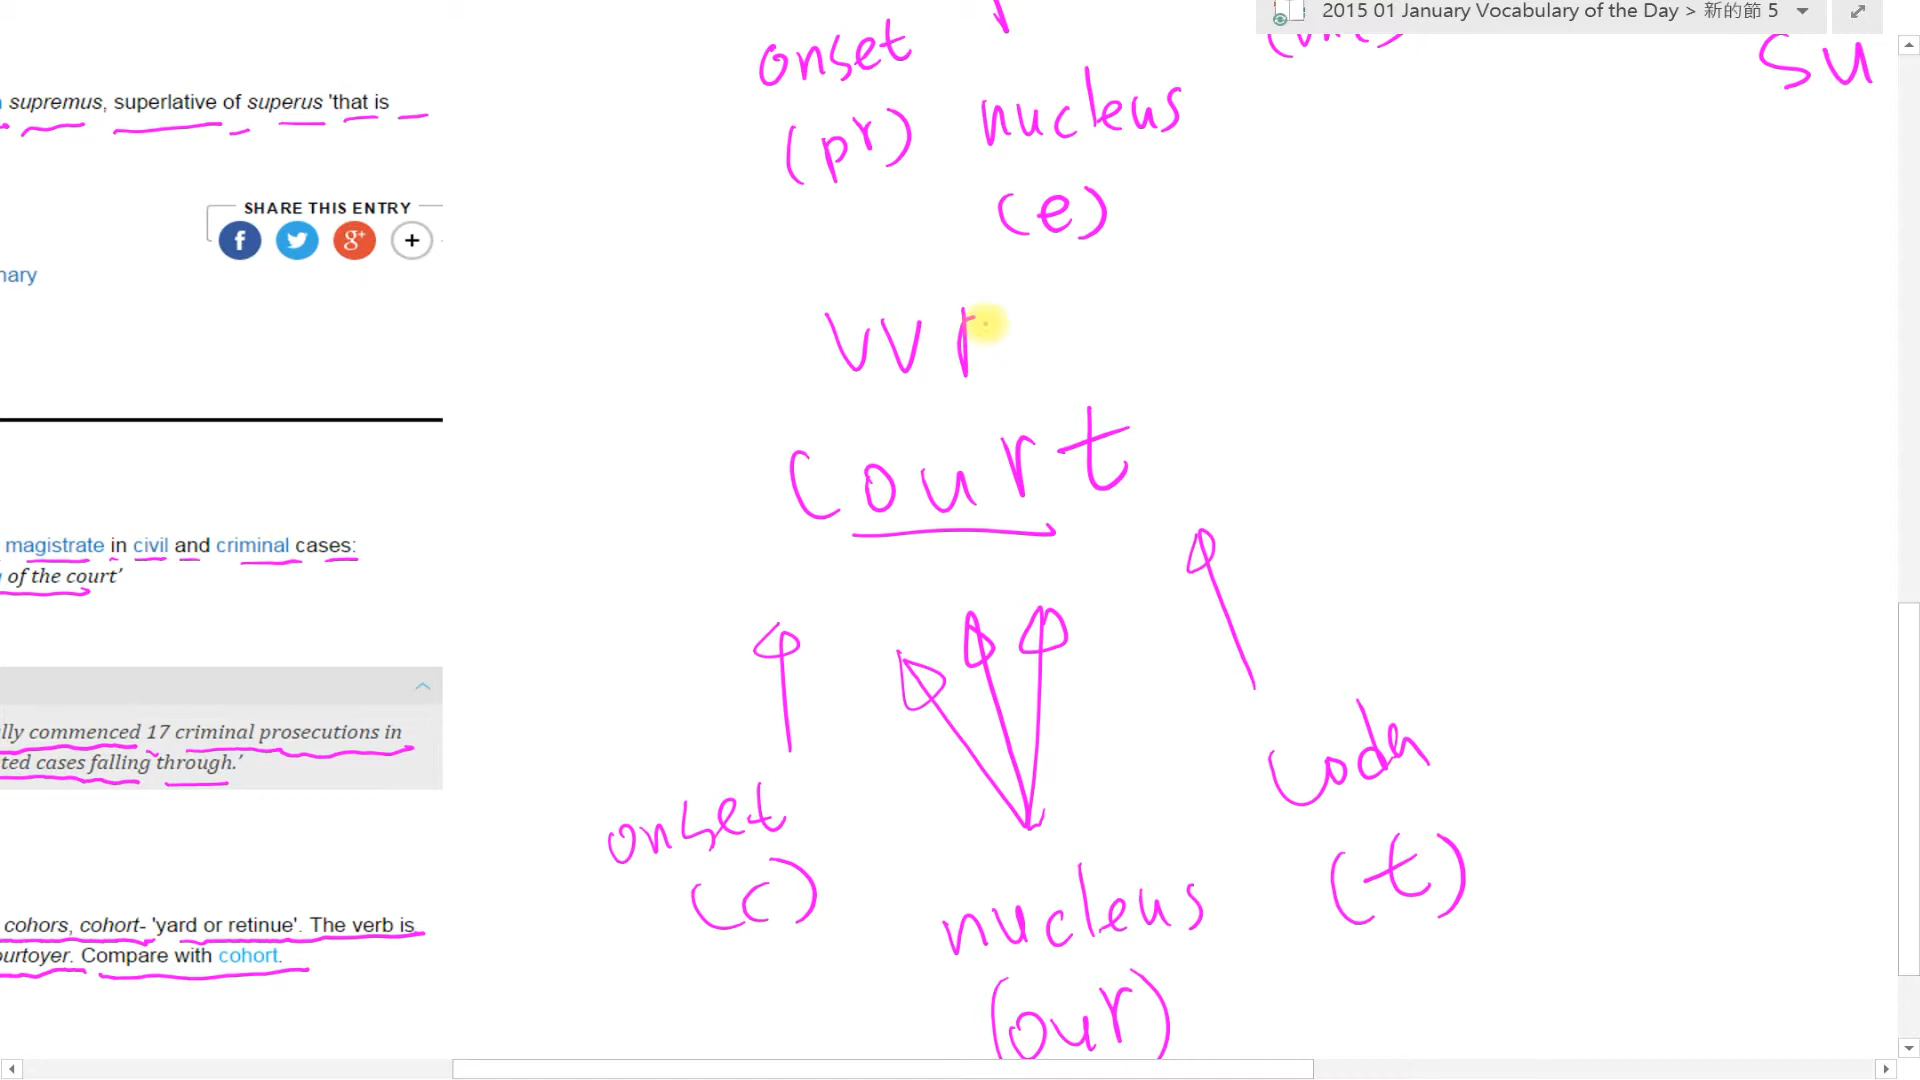 2015 01 January Vocabulary of the Day > 新的節 5
supremus, superlative of superus 'that is
SHARE THIS ENTRY
nary
magistrate in civil and criminal cases:
of the court’
lly commenced 17 criminal prosecutions in
ted cases falling through.’
cohors, cohort- 'yard or retinue'. The verb is
ourtoyer. Compare with cohort.
onset
(pr)
nucleus
(e)
su
vvr
court
onset
(c)
nucleus
(our)
coda
(t)